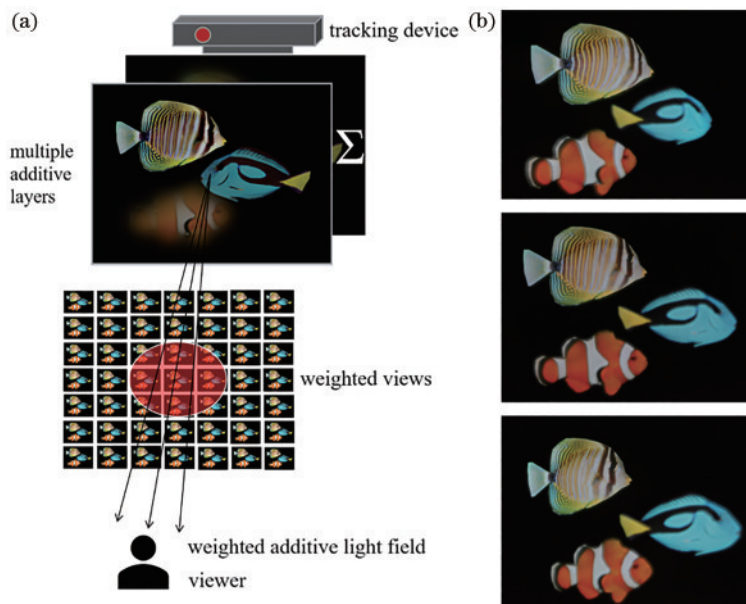 (a)
tracking device
(b)
multiple
additive
layers
Σ
weighted views
weighted additive light field
viewer